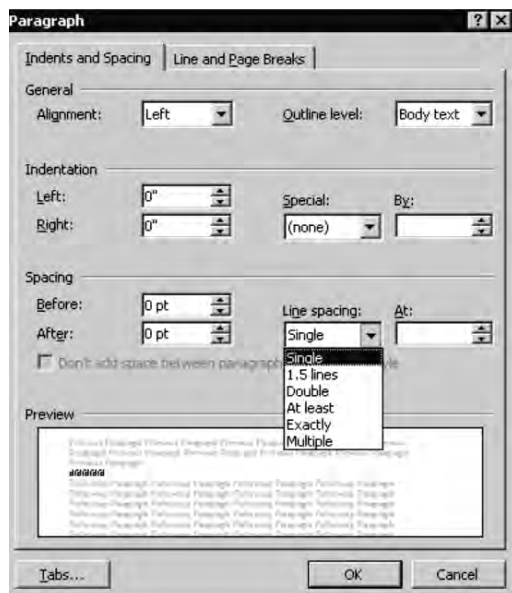 Paragraph
Indents and Spacing
Line and Page Breaks
General
Alignment: Left Outline level: Body text
Indentation
Left: 0" Special: By:
Right: 0" (none)
Spacing
Before: 0 pt Line spacing: At:
After: 0 pt Single
Don't add space between paragraph
Single
1.5 lines
Double
At least
Exactly
Multiple
Preview
Tabs...
OK
Cancel